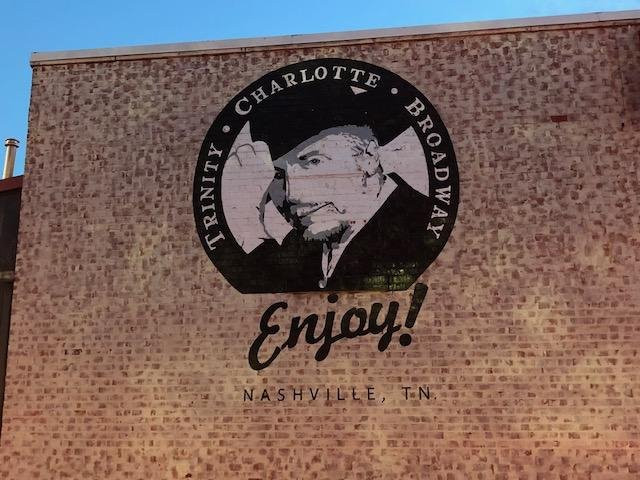 TRINITY • CHARLOTTE • BROADWAY
Enjoy!
NASHVILLE, TN.